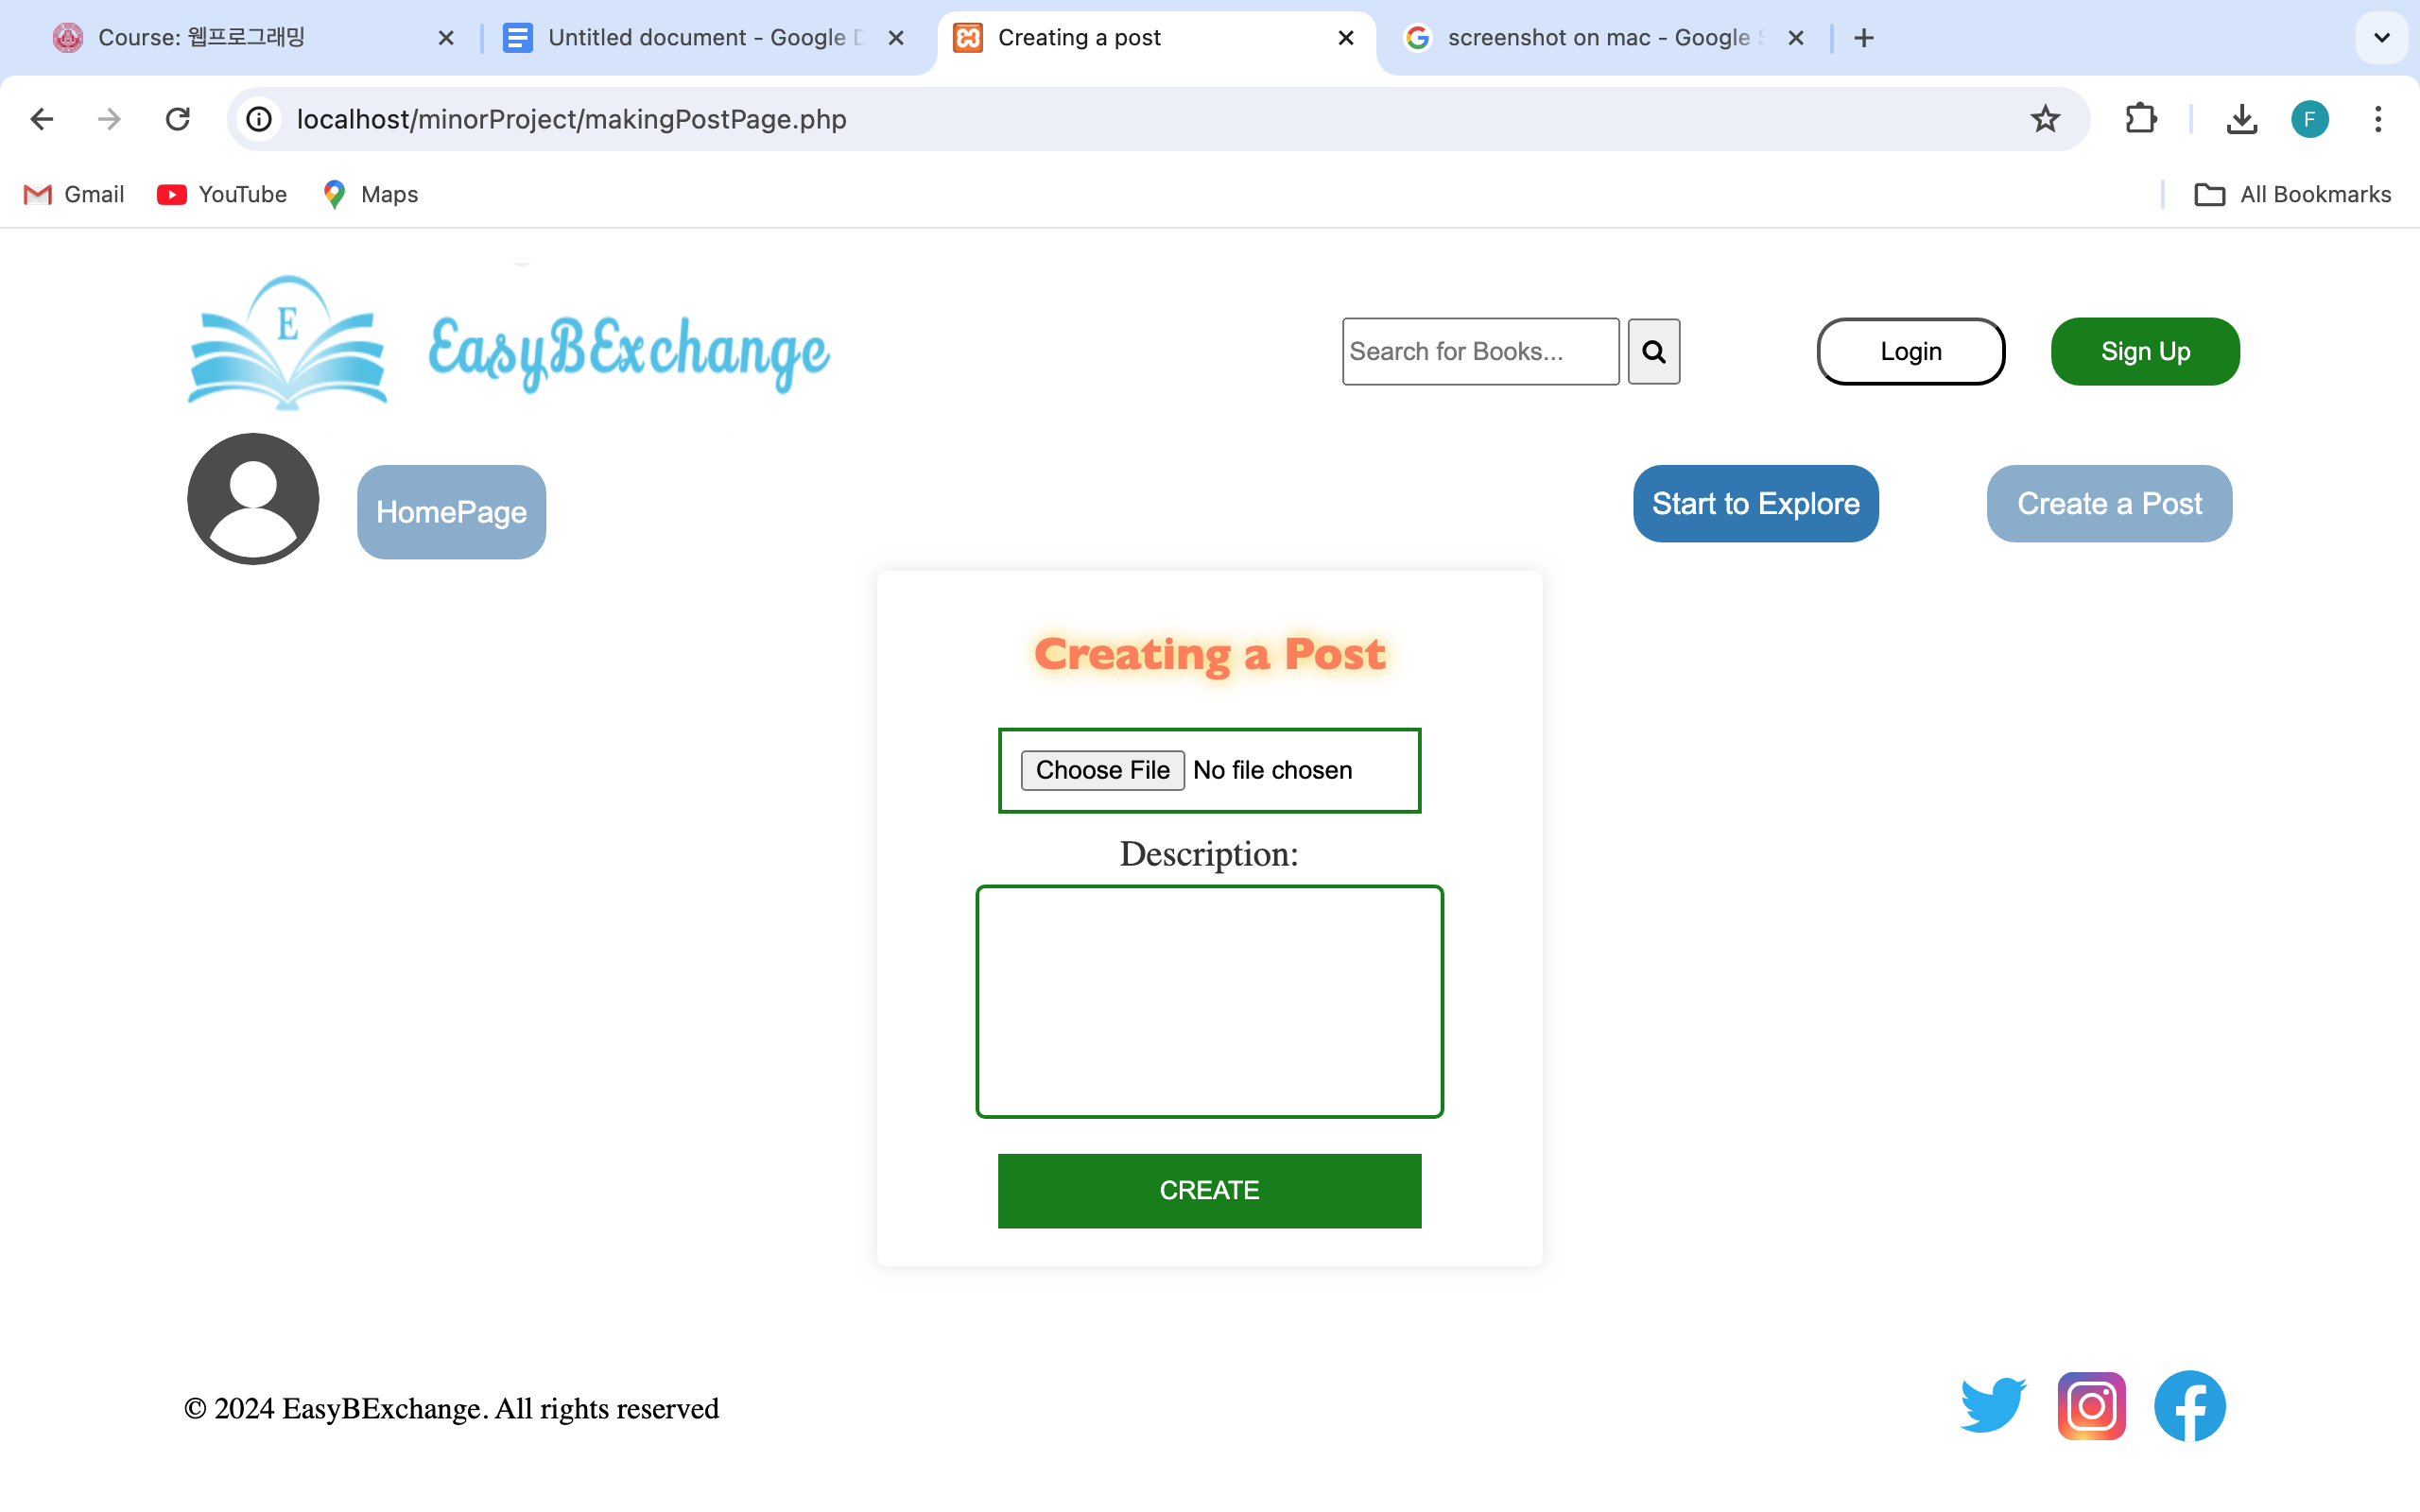 Course: 웹프로그래밍
Untitled document - Google D
Creating a post
screenshot on mac - Google S
localhost/minorProject/makingPostPage.php
F
Gmail
YouTube
Maps
All Bookmarks
E
EasyBExchange
Search for Books...
Login
Sign Up
HomePage
Start to Explore
Create a Post
Creating a Post
Choose File No file chosen
Description:
CREATE
© 2024 EasyBExchange. All rights reserved